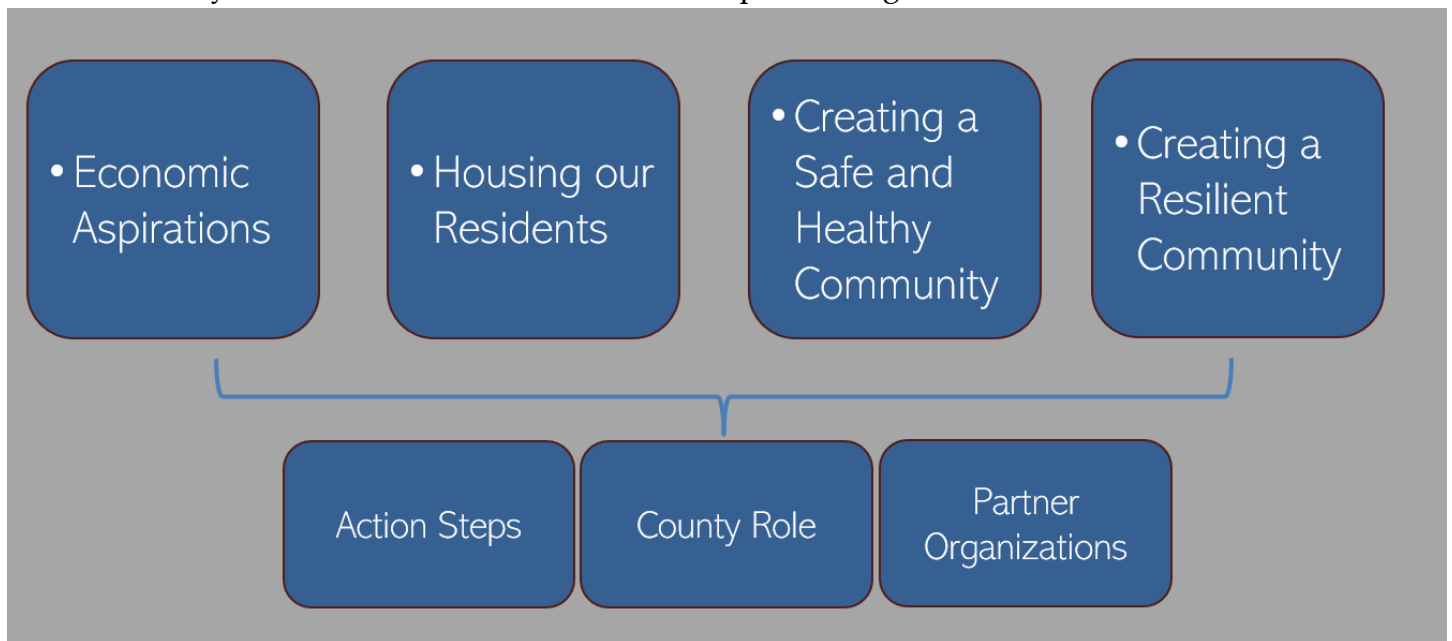 • Economic
Aspirations
• Housing our
Residents
• Creating a
Safe and
Healthy
Community
• Creating a
Resilient
Community
Action Steps
County Role
Partner
Organizations